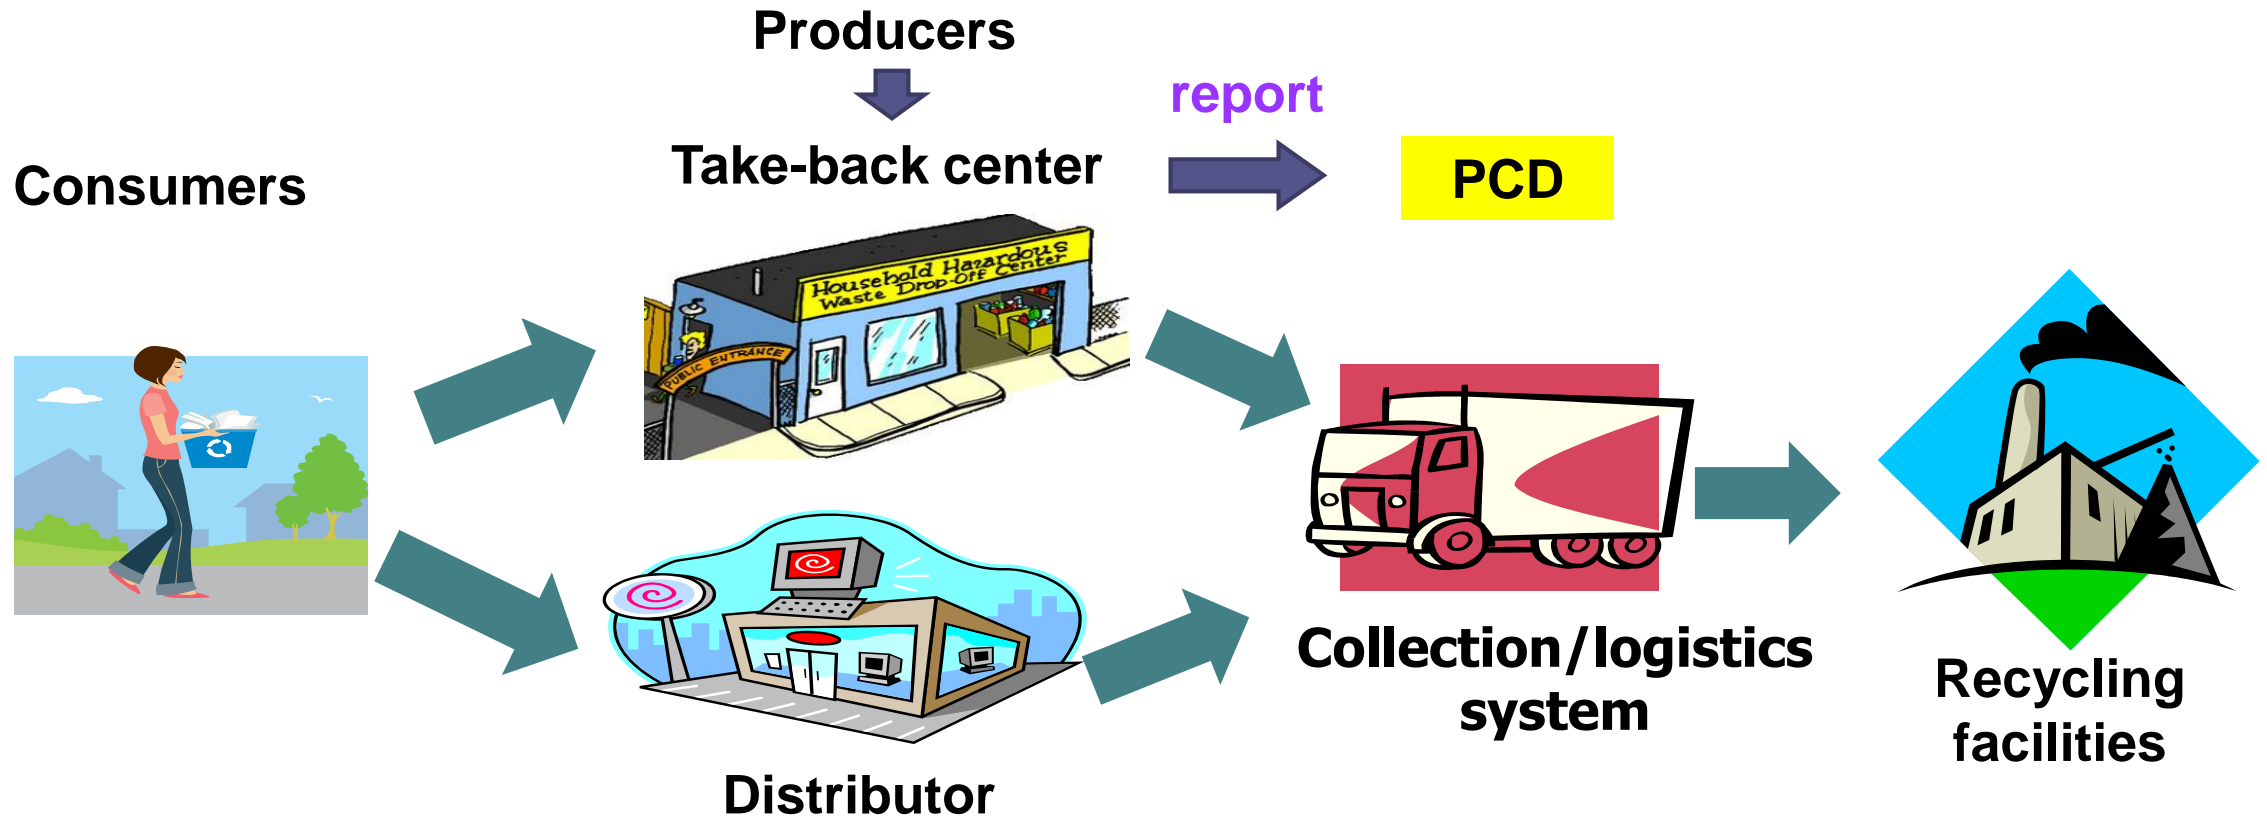 Producers
report
Take-back center
PCD
Consumers
Household Hazardous
Waste Drop-Off Center
PUBLIC ENTRANCE
Collection/logistics
system
Recycling
facilities
Distributor